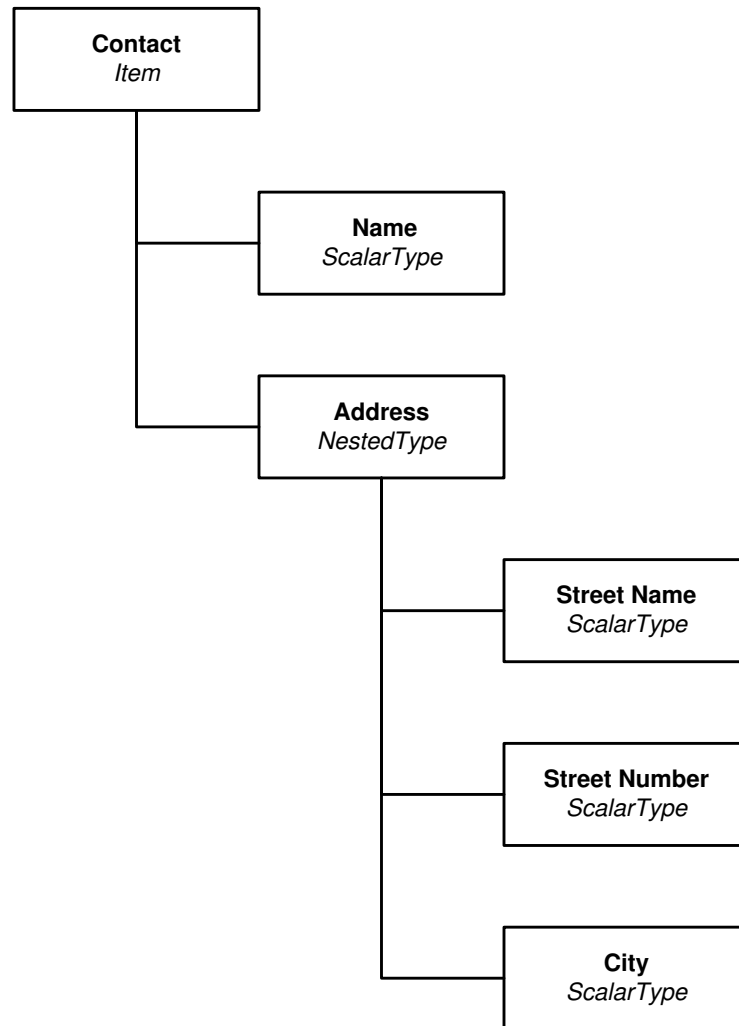 Contact
Item
Name
ScalarType
Address
NestedType
Street Name
ScalarType
Street Number
ScalarType
City
ScalarType